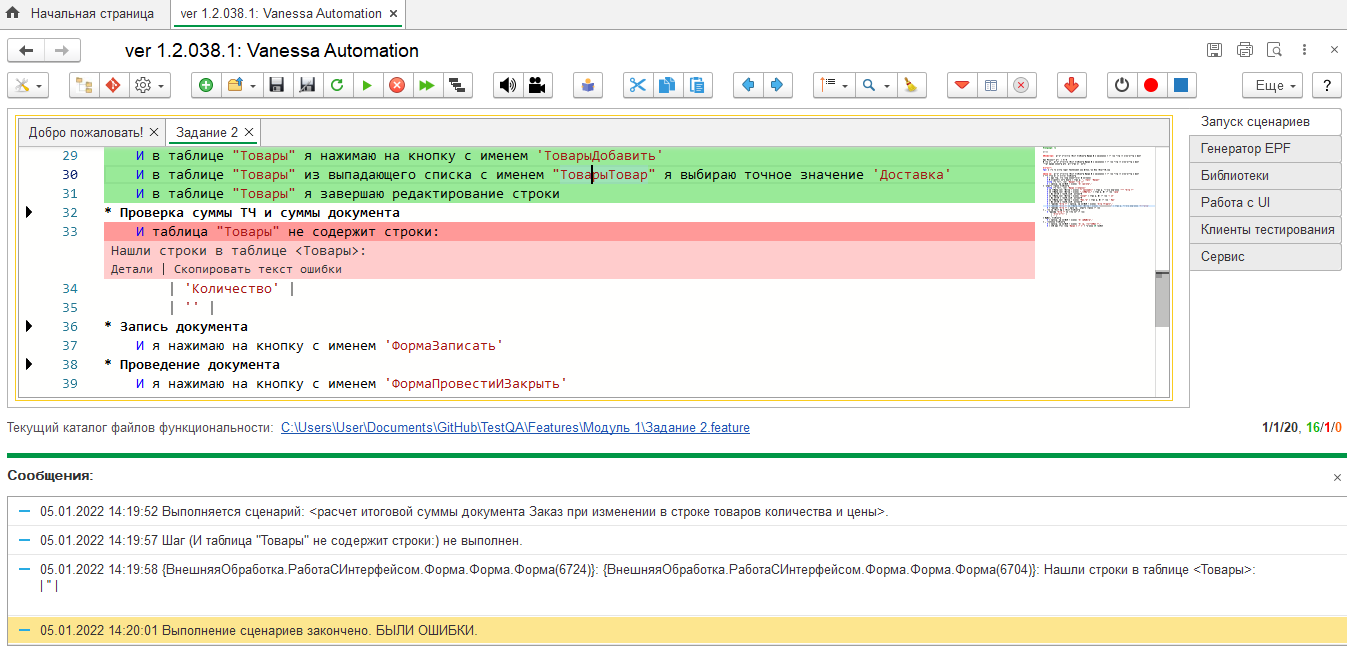 Начальная страница
ver 1.2.038.1: Vanessa Automation ×
ver 1.2.038.1: Vanessa Automation
Еще
?
Добро пожаловать! ×
Задание 2 ×
29 И в таблице "Товары" я нажимаю на кнопку с именем 'ТоварыДобавить'
30 И в таблице "Товары" из выпадающего списка с именем "ТоварыТовар" я выбираю точное значение 'Доставка'
31 И в таблице "Товары" я завершаю редактирование строки
32 * Проверка суммы ТЧ и суммы документа
33 И таблица "Товары" не содержит строки:
Нашли строки в таблице <Товары>:
Детали | Скопировать текст ошибки
34 | 'Количество' |
35 | '' |
36 * Запись документа
37 И я нажимаю на кнопку с именем 'ФормаЗаписать'
38 * Проведение документа
39 И я нажимаю на кнопку с именем 'ФормаПровестиИЗакрыть'
Запуск сценариев
Генератор EPF
Библиотеки
Работа с UI
Клиенты тестирования
Сервис
Текущий каталог файлов функциональности: C:\Users\User\Documents\GitHub\TestQA\Features\Модуль 1\Задание 2.feature
1/1/20, 16/1/0
Сообщения:
05.01.2022 14:19:52 Выполняется сценарий: <расчет итоговой суммы документа Заказ при изменении в строке товаров количества и цены>.
05.01.2022 14:19:57 Шаг (И таблица "Товары" не содержит строки:) не выполнен.
05.01.2022 14:19:58 {ВнешняяОбработка.РаботаСИнтерфейсом.Форма.Форма.Форма(6724)}: {ВнешняяОбработка.РаботаСИнтерфейсом.Форма.Форма.Форма(6704)}: Нашли строки в таблице <Товары>:
| '' |
05.01.2022 14:20:01 Выполнение сценариев закончено. БЫЛИ ОШИБКИ.